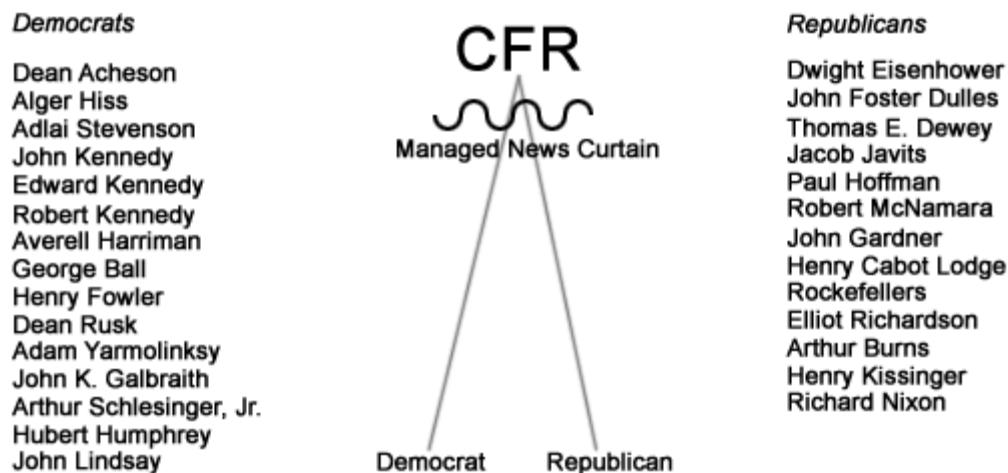 Democrats
Dean Acheson
Alger Hiss
Adlai Stevenson
John Kennedy
Edward Kennedy
Robert Kennedy
Averell Harriman
George Ball
Henry Fowler
Dean Rusk
Adam Yarmolinksy
John K. Galbraith
Arthur Schlesinger, Jr.
Hubert Humphrey
John Lindsay
CFR
Managed News Curtain
Democrat
Republican
Republicans
Dwight Eisenhower
John Foster Dulles
Thomas E. Dewey
Jacob Javits
Paul Hoffman
Robert McNamara
John Gardner
Henry Cabot Lodge
Rockefellers
Elliot Richardson
Arthur Burns
Henry Kissinger
Richard Nixon